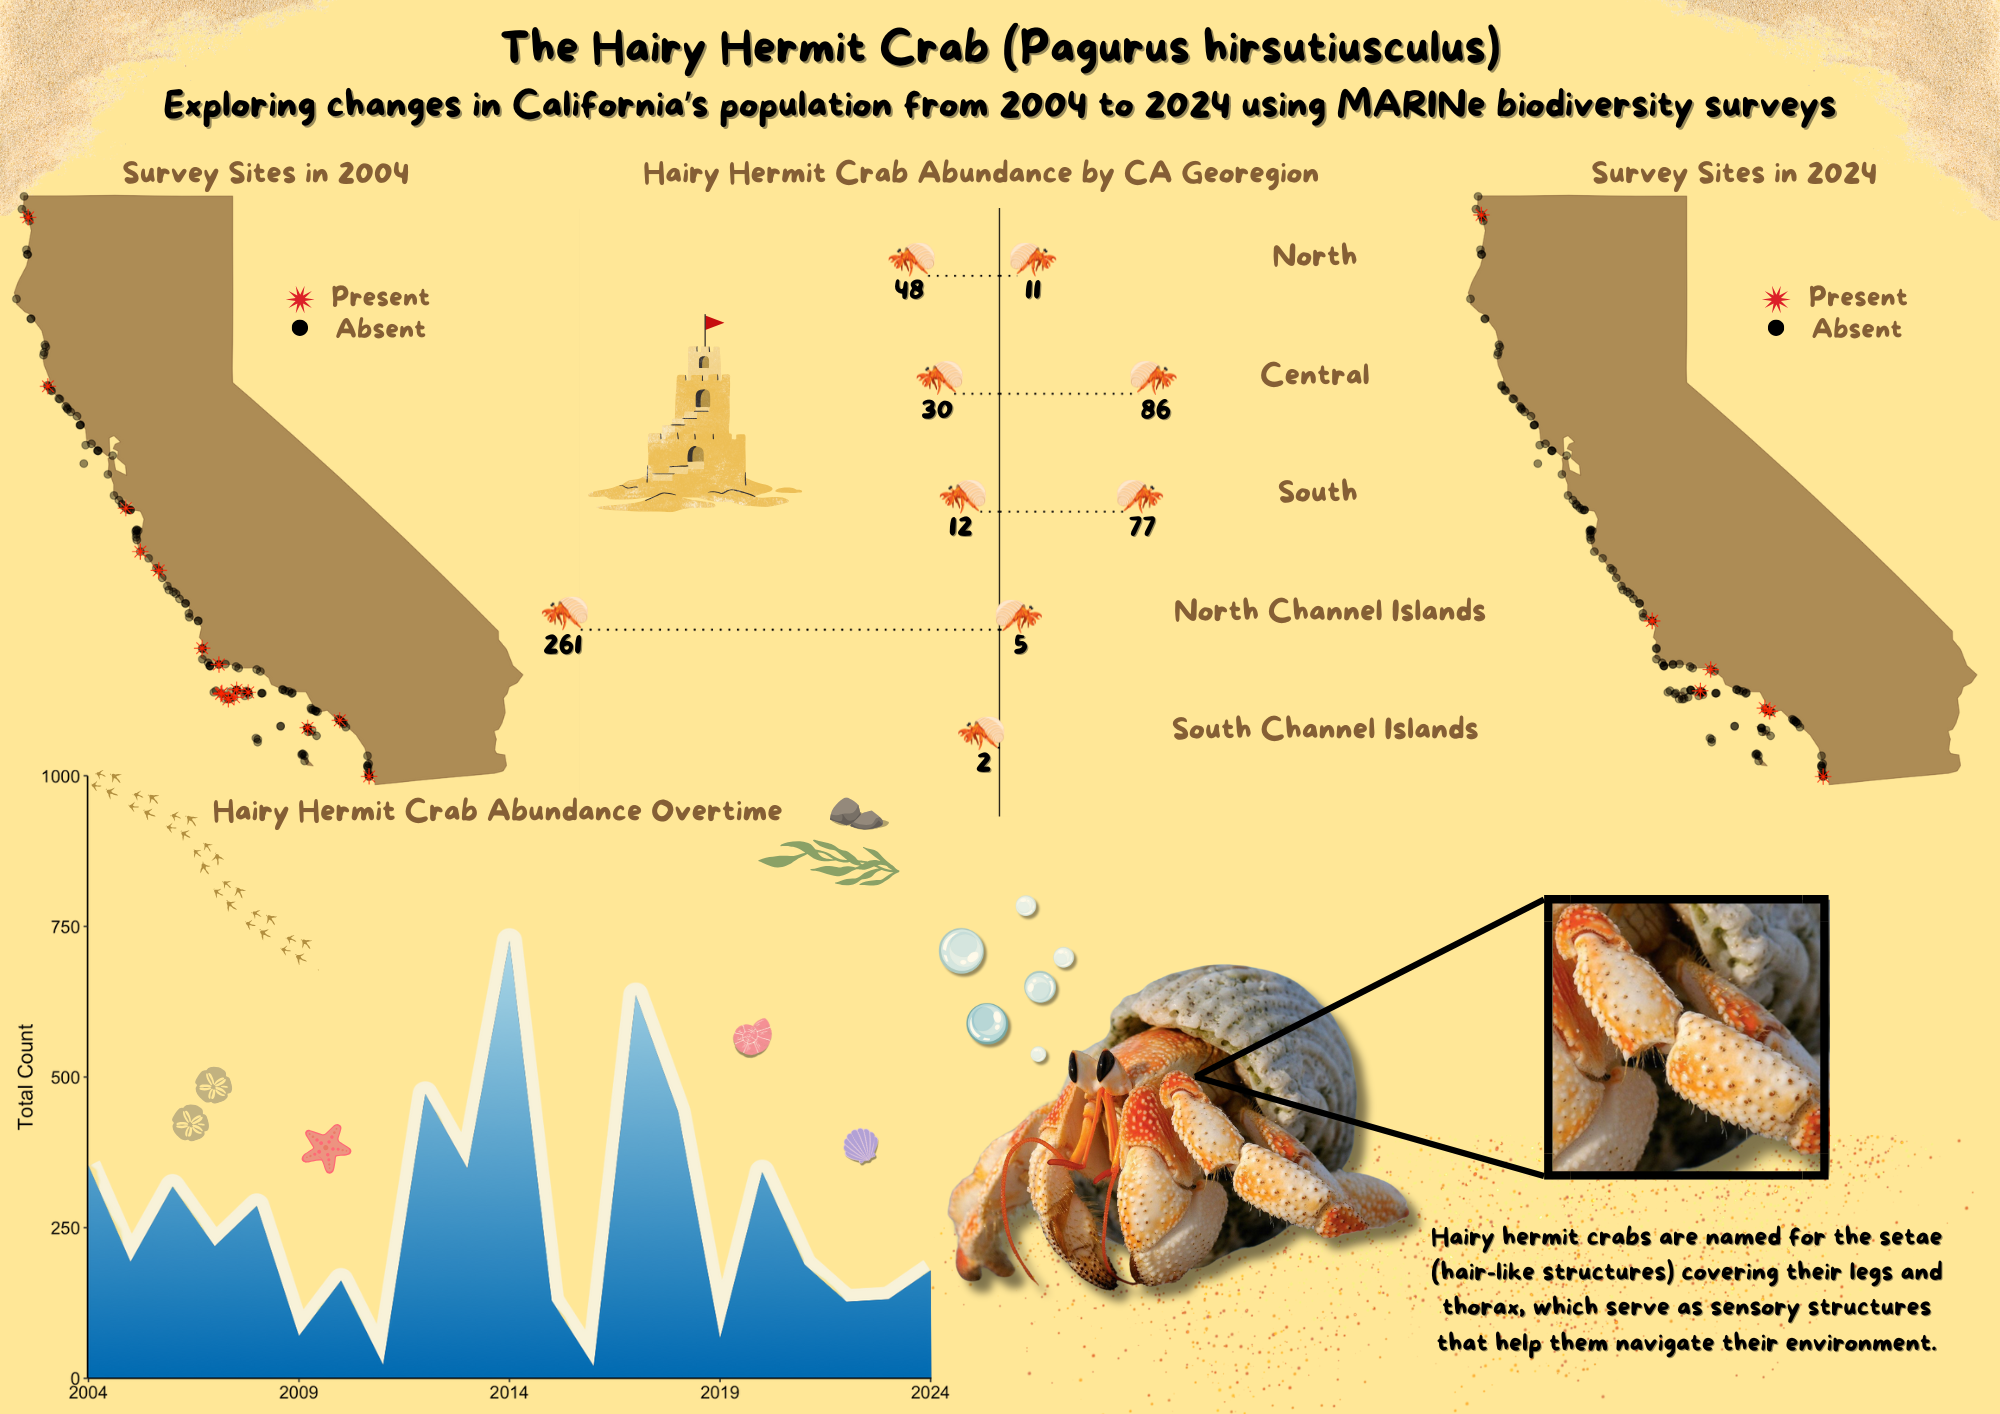 The Hairy Hermit Crab (Pagurus hirsutiusculus)
Exploring changes in California's population from 2004 to 2024 using MARINe biodiversity surveys
Survey Sites in 2004
Present
Absent
Hairy Hermit Crab Abundance by CA Georegion
48
11
North
30
86
Central
12
77
South
261
5
North Channel Islands
2
South Channel Islands
Survey Sites in 2024
Present
Absent
Hairy Hermit Crab Abundance Overtime
Total Count
1000
750
500
250
0
2004
2009
2014
2019
2024
Hairy hermit crabs are named for the setae
(hair-like structures) covering their legs and
thorax, which serve as sensory structures
that help them navigate their environment.